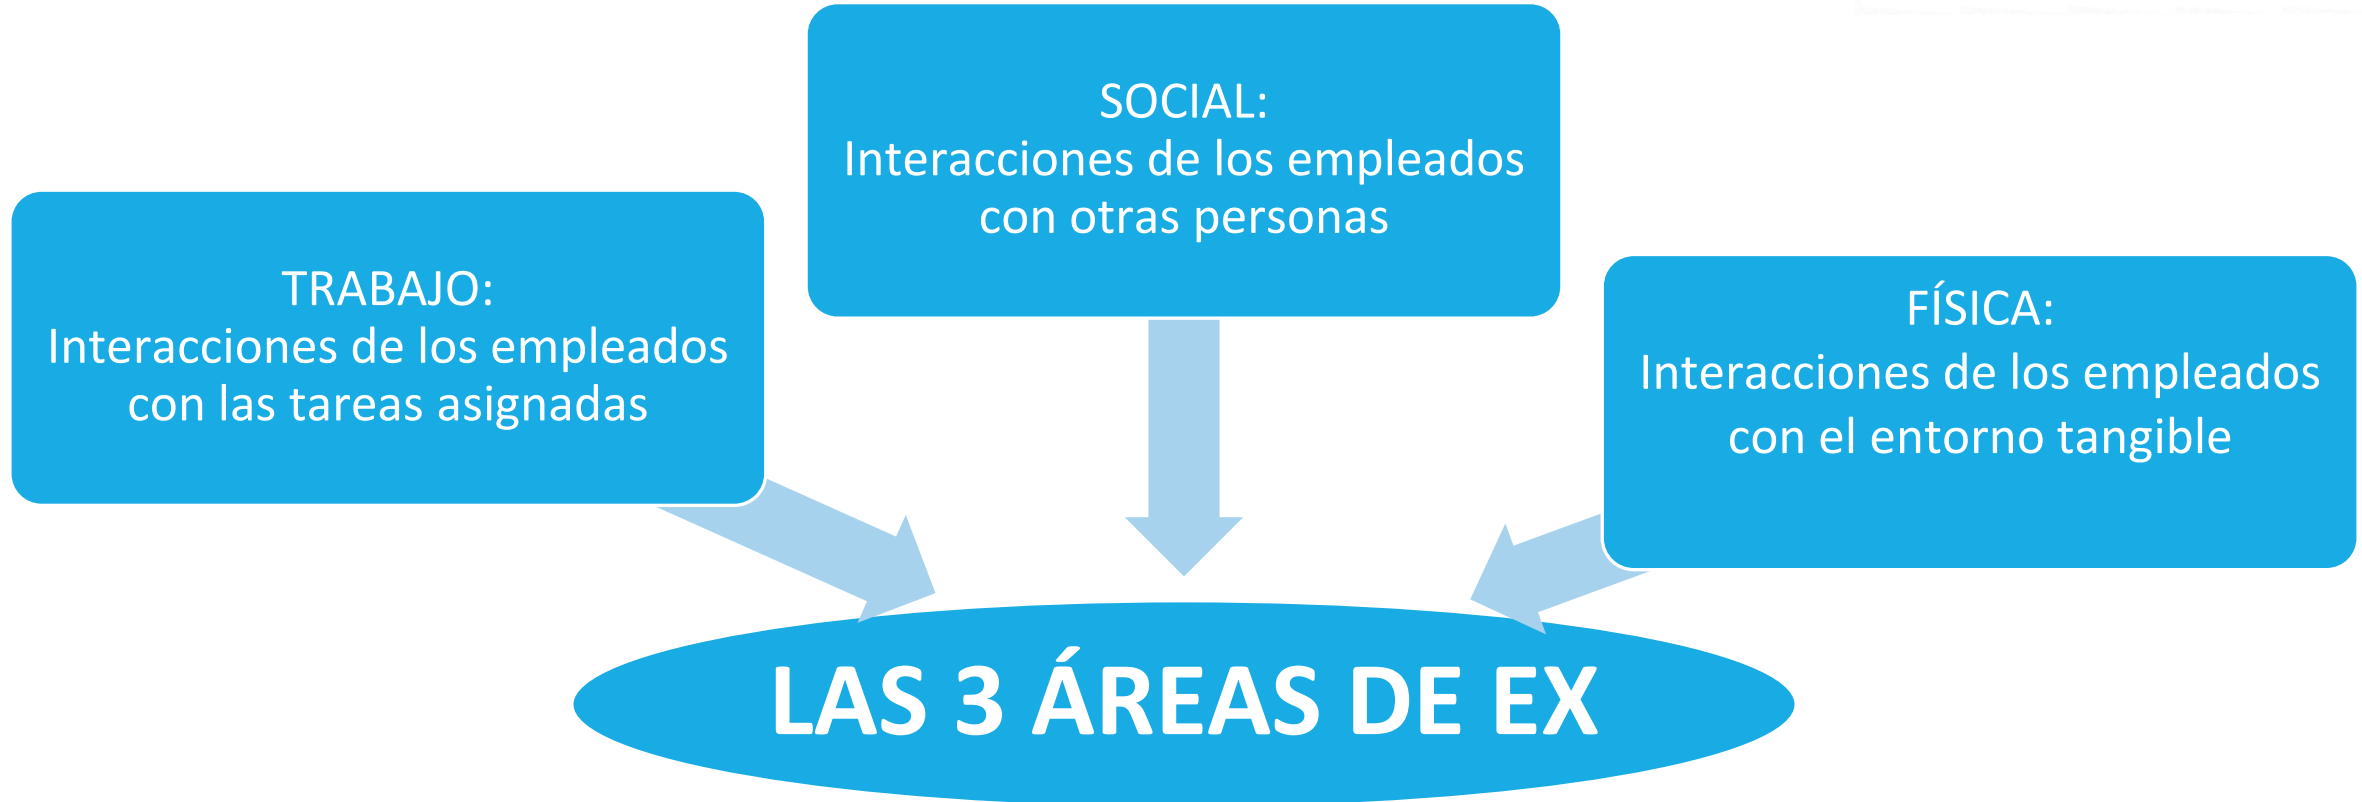 TRABAJO:
Interacciones de los empleados
con las tareas asignadas
SOCIAL:
Interacciones de los empleados
con otras personas
FÍSICA:
Interacciones de los empleados
con el entorno tangible
LAS 3 ÁREAS DE EX